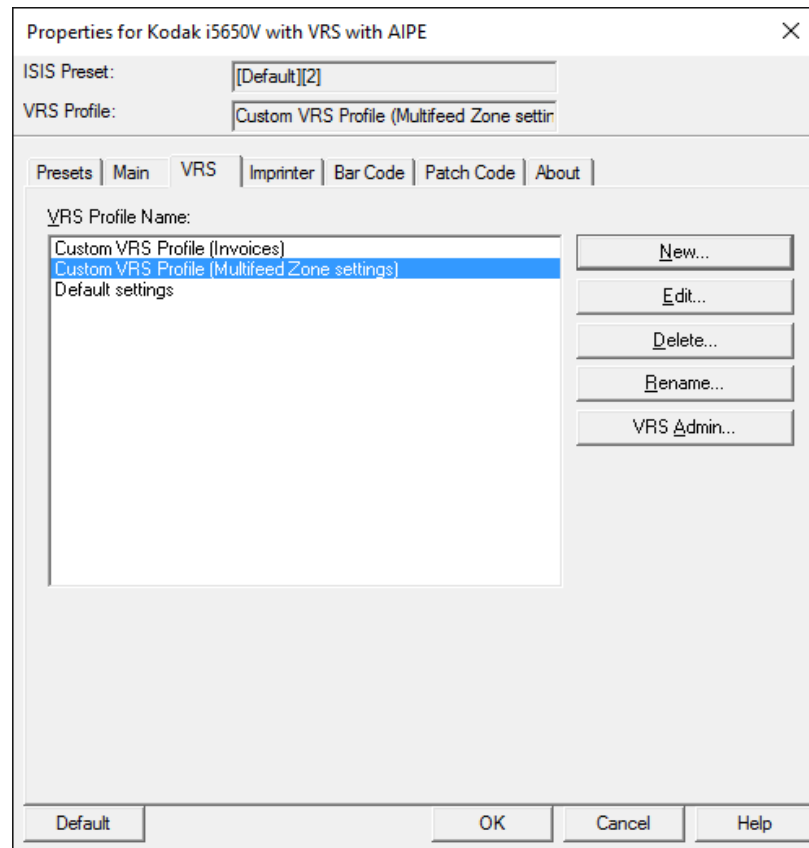 Properties for Kodak i5650V with VRS with AIPE
ISIS Preset: [Default][2]
VRS Profile: Custom VRS Profile (Multifeed Zone settin
Presets Main VRS Imprinter Bar Code Patch Code About
VRS Profile Name:
Custom VRS Profile (Invoices)
Custom VRS Profile (Multifeed Zone settings)
Default settings
New...
Edit...
Delete...
Rename...
VRS Admin...
Default OK Cancel Help